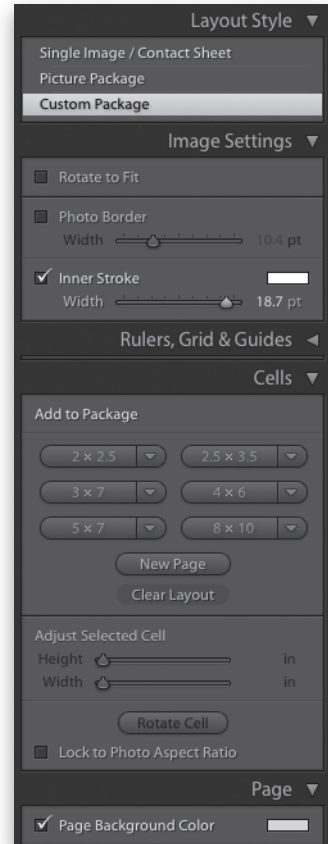 Layout Style
Single Image / Contact Sheet
Picture Package
Custom Package
Image Settings
Rotate to Fit
Photo Border
Width 10.4 pt
Inner Stroke
Width 18.7 pt
Rulers, Grid & Guides
Cells
Add to Package
2 × 2.5 2.5 × 3.5
3 × 7 4 × 6
5 × 7 8 × 10
New Page
Clear Layout
Adjust Selected Cell
Height in
Width in
Rotate Cell
Lock to Photo Aspect Ratio
Page
Page Background Color